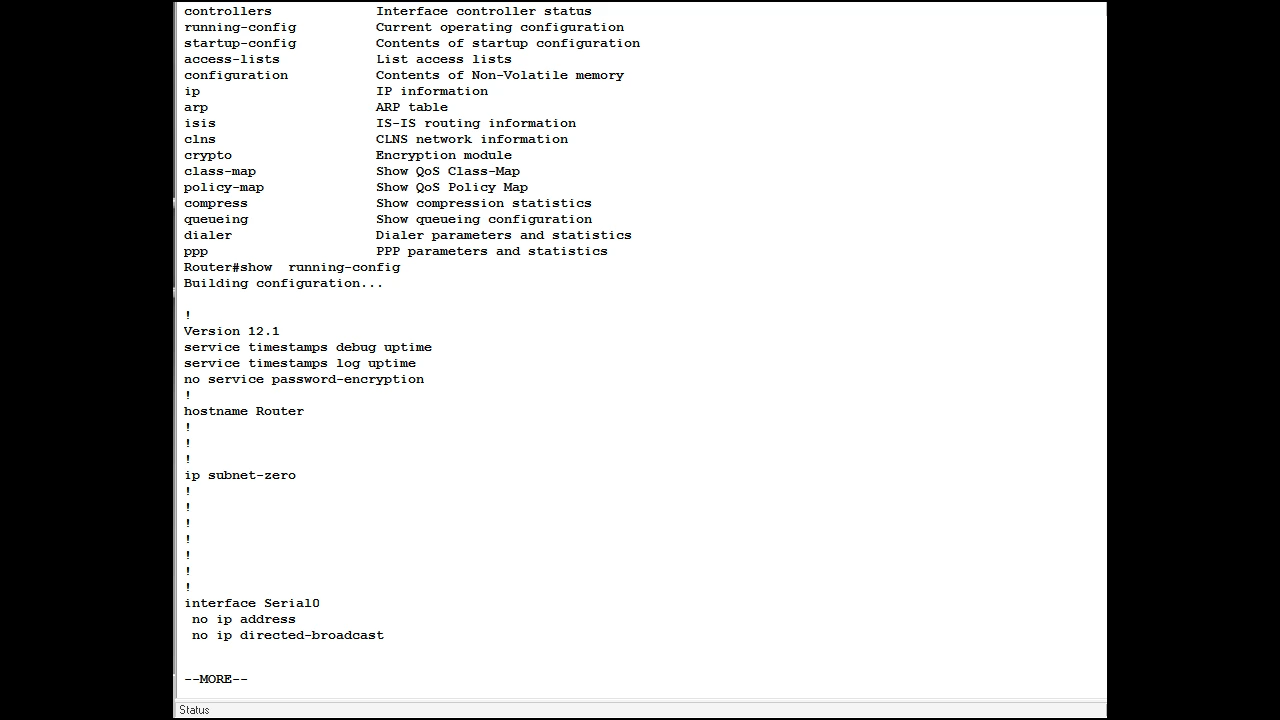 controllers Interface controller status
running-config Current operating configuration
startup-config Contents of startup configuration
access-lists List access lists
configuration Contents of Non-Volatile memory
ip IP information
arp ARP table
isis IS-IS routing information
clns CLNS network information
crypto Encryption module
class-map Show QoS Class-Map
policy-map Show QoS Policy Map
compress Show compression statistics
queueing Show queueing configuration
dialer Dialer parameters and statistics
ppp PPP parameters and statistics
Router#show  running-config
Building configuration...
!
Version 12.1
service timestamps debug uptime
service timestamps log uptime
no service password-encryption
!
hostname Router
!
!
!
ip subnet-zero
!
!
!
!
!
!
!
interface Serial0
 no ip address
 no ip directed-broadcast
--MORE--
Status